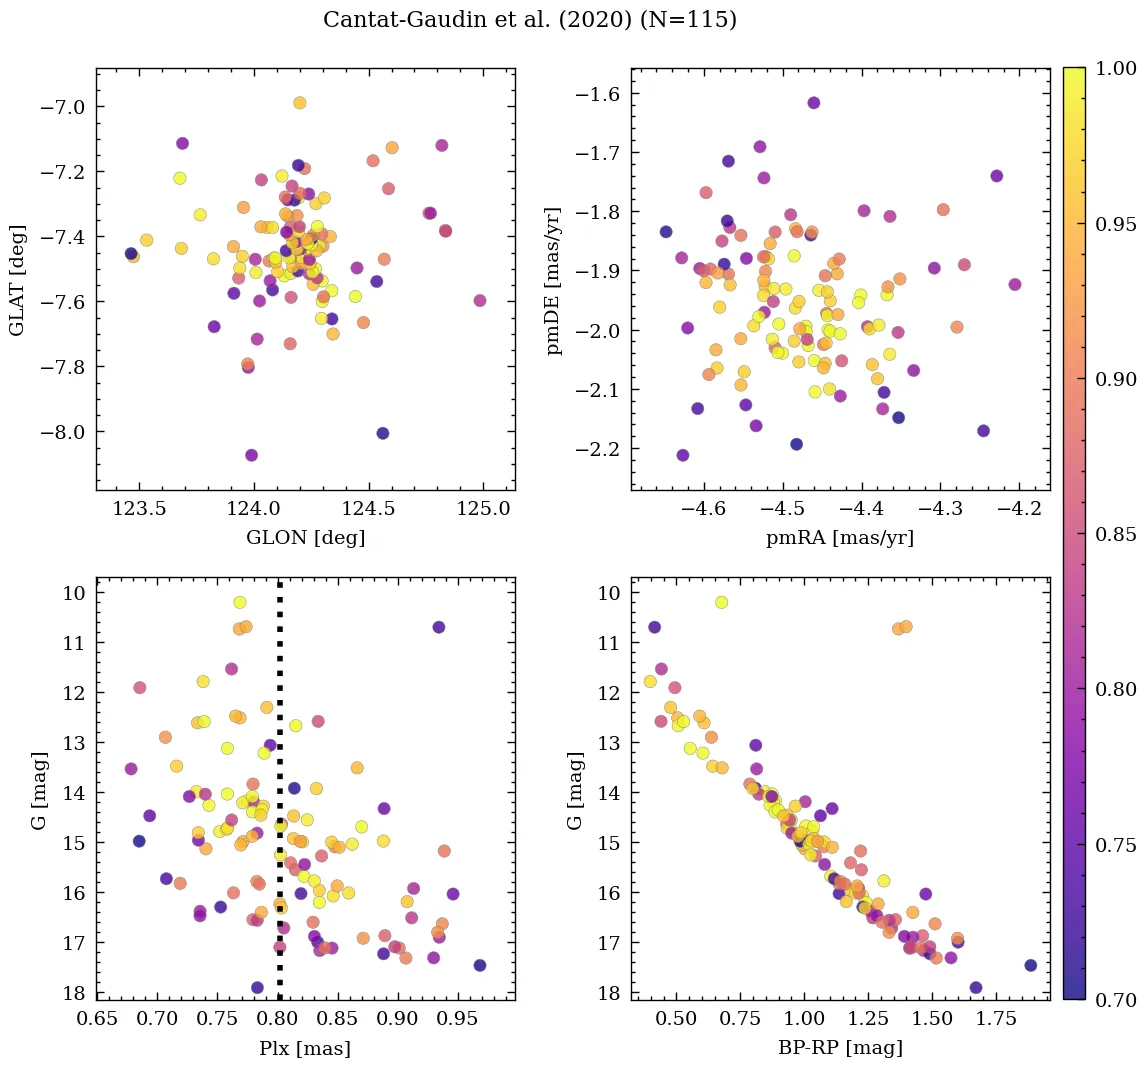 Cantat-Gaudin et al. (2020) (N=115)
−7.0
−7.2
−7.4
−7.6
−7.8
−8.0
GLAT [deg]
123.5 124.0 124.5 125.0
GLON [deg]
−1.6
−1.7
−1.8
−1.9
−2.0
−2.1
−2.2
pmDE [mas/yr]
−4.6 −4.5 −4.4 −4.3 −4.2
pmRA [mas/yr]
10
11
12
13
14
15
16
17
18
G [mag]
0.65 0.70 0.75 0.80 0.85 0.90 0.95
Plx [mas]
10
11
12
13
14
15
16
17
18
G [mag]
0.50 0.75 1.00 1.25 1.50 1.75
BP-RP [mag]
1.00
0.95
0.90
0.85
0.80
0.75
0.70